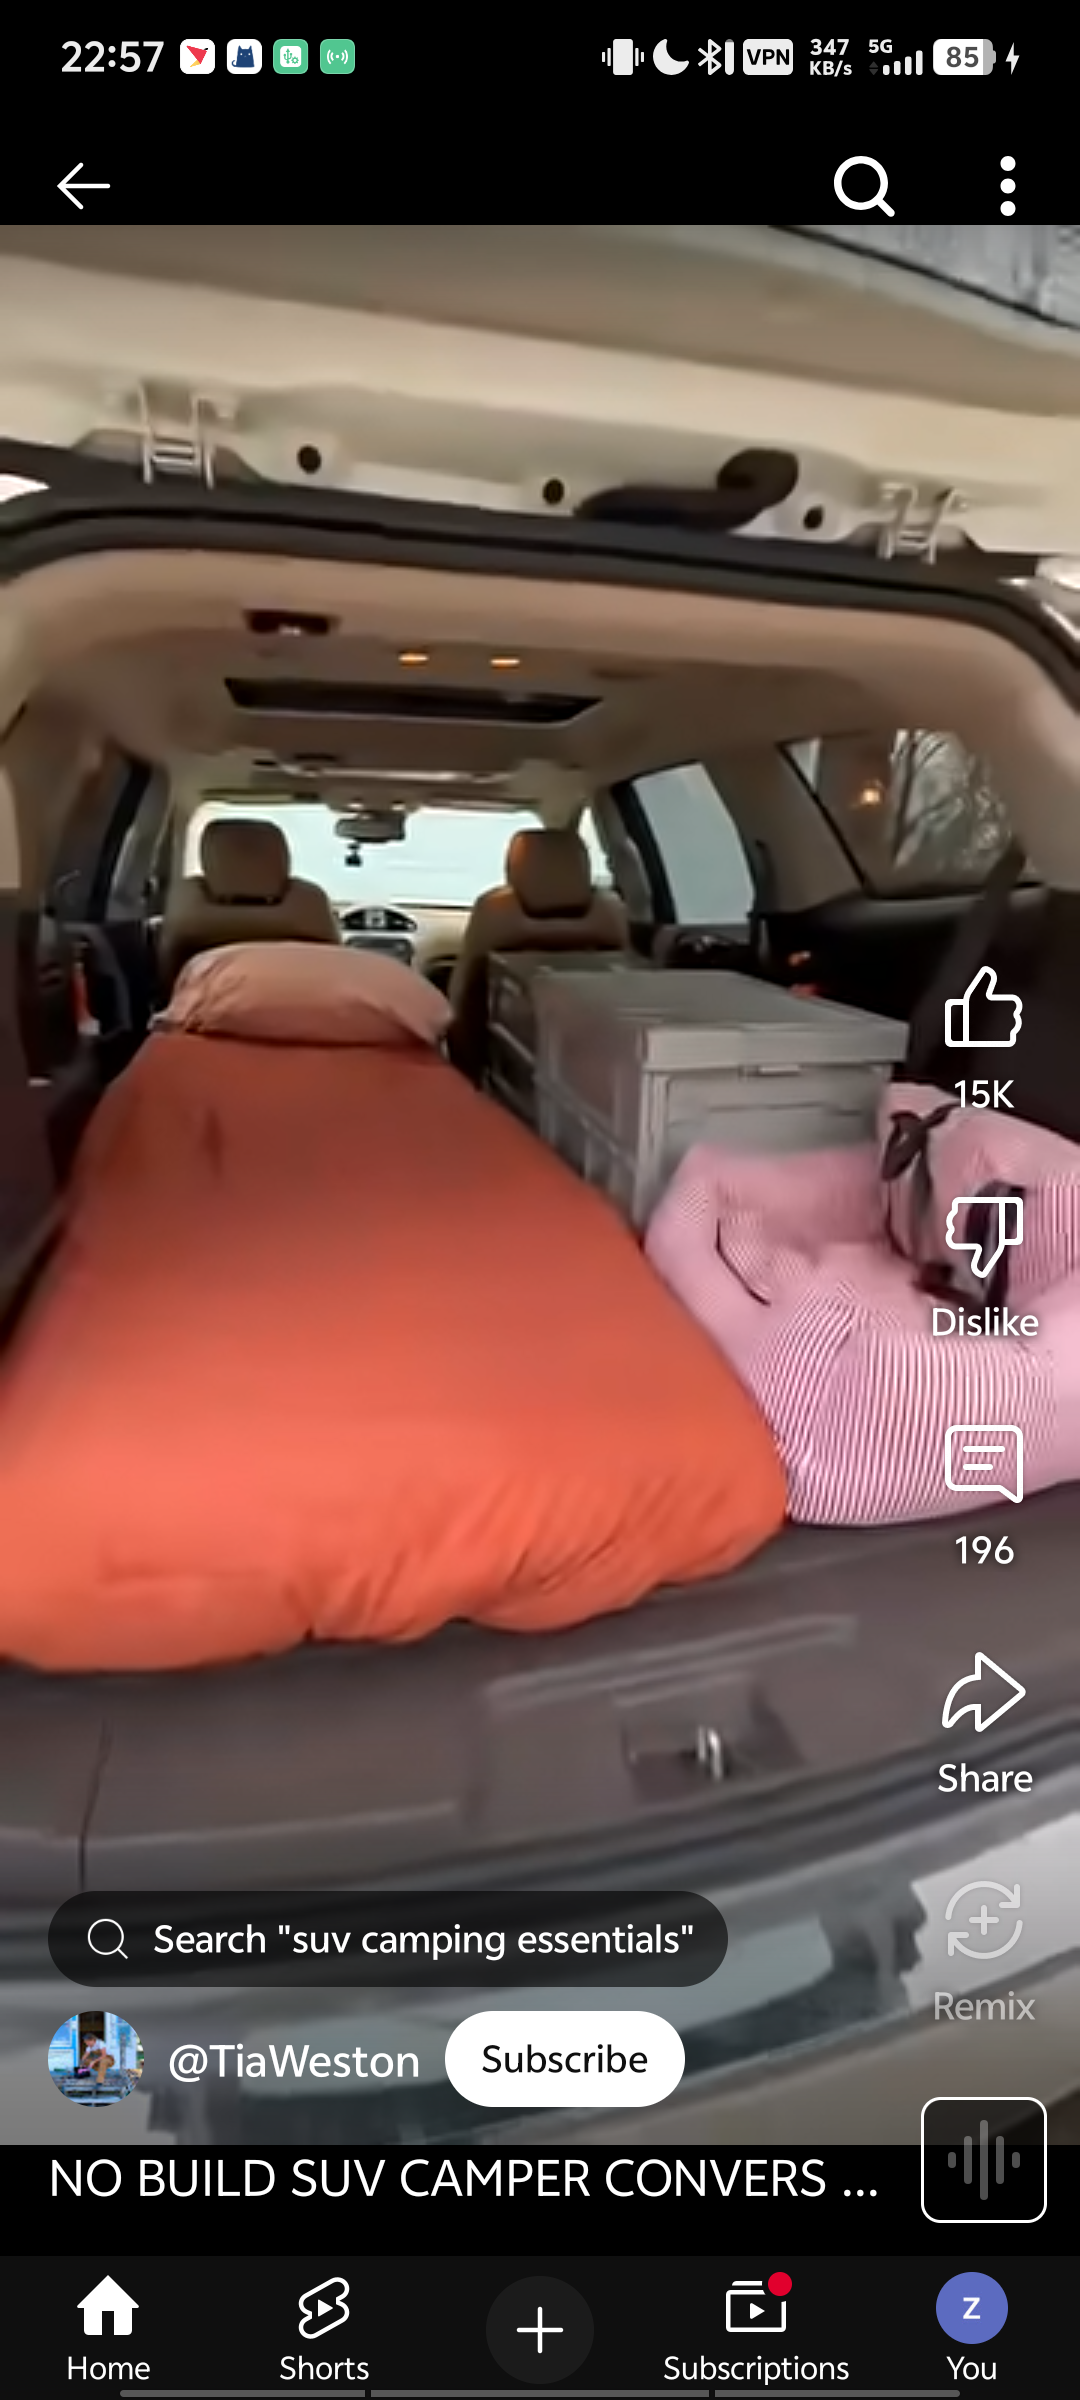 22:57
VPN
347 KB/s
5G
85
15K
Dislike
196
Share
Remix
Search "suv camping essentials"
@TiaWeston
Subscribe
NO BUILD SUV CAMPER CONVERS ...
Home
Shorts
Subscriptions
z
You